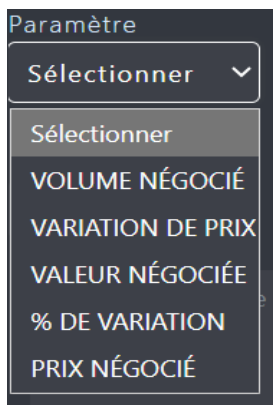 Paramètre
Sélectionner
Sélectionner
VOLUME NÉGOCIÉ
VARIATION DE PRIX
VALEUR NÉGOCIÉE
% DE VARIATION
PRIX NÉGOCIÉ